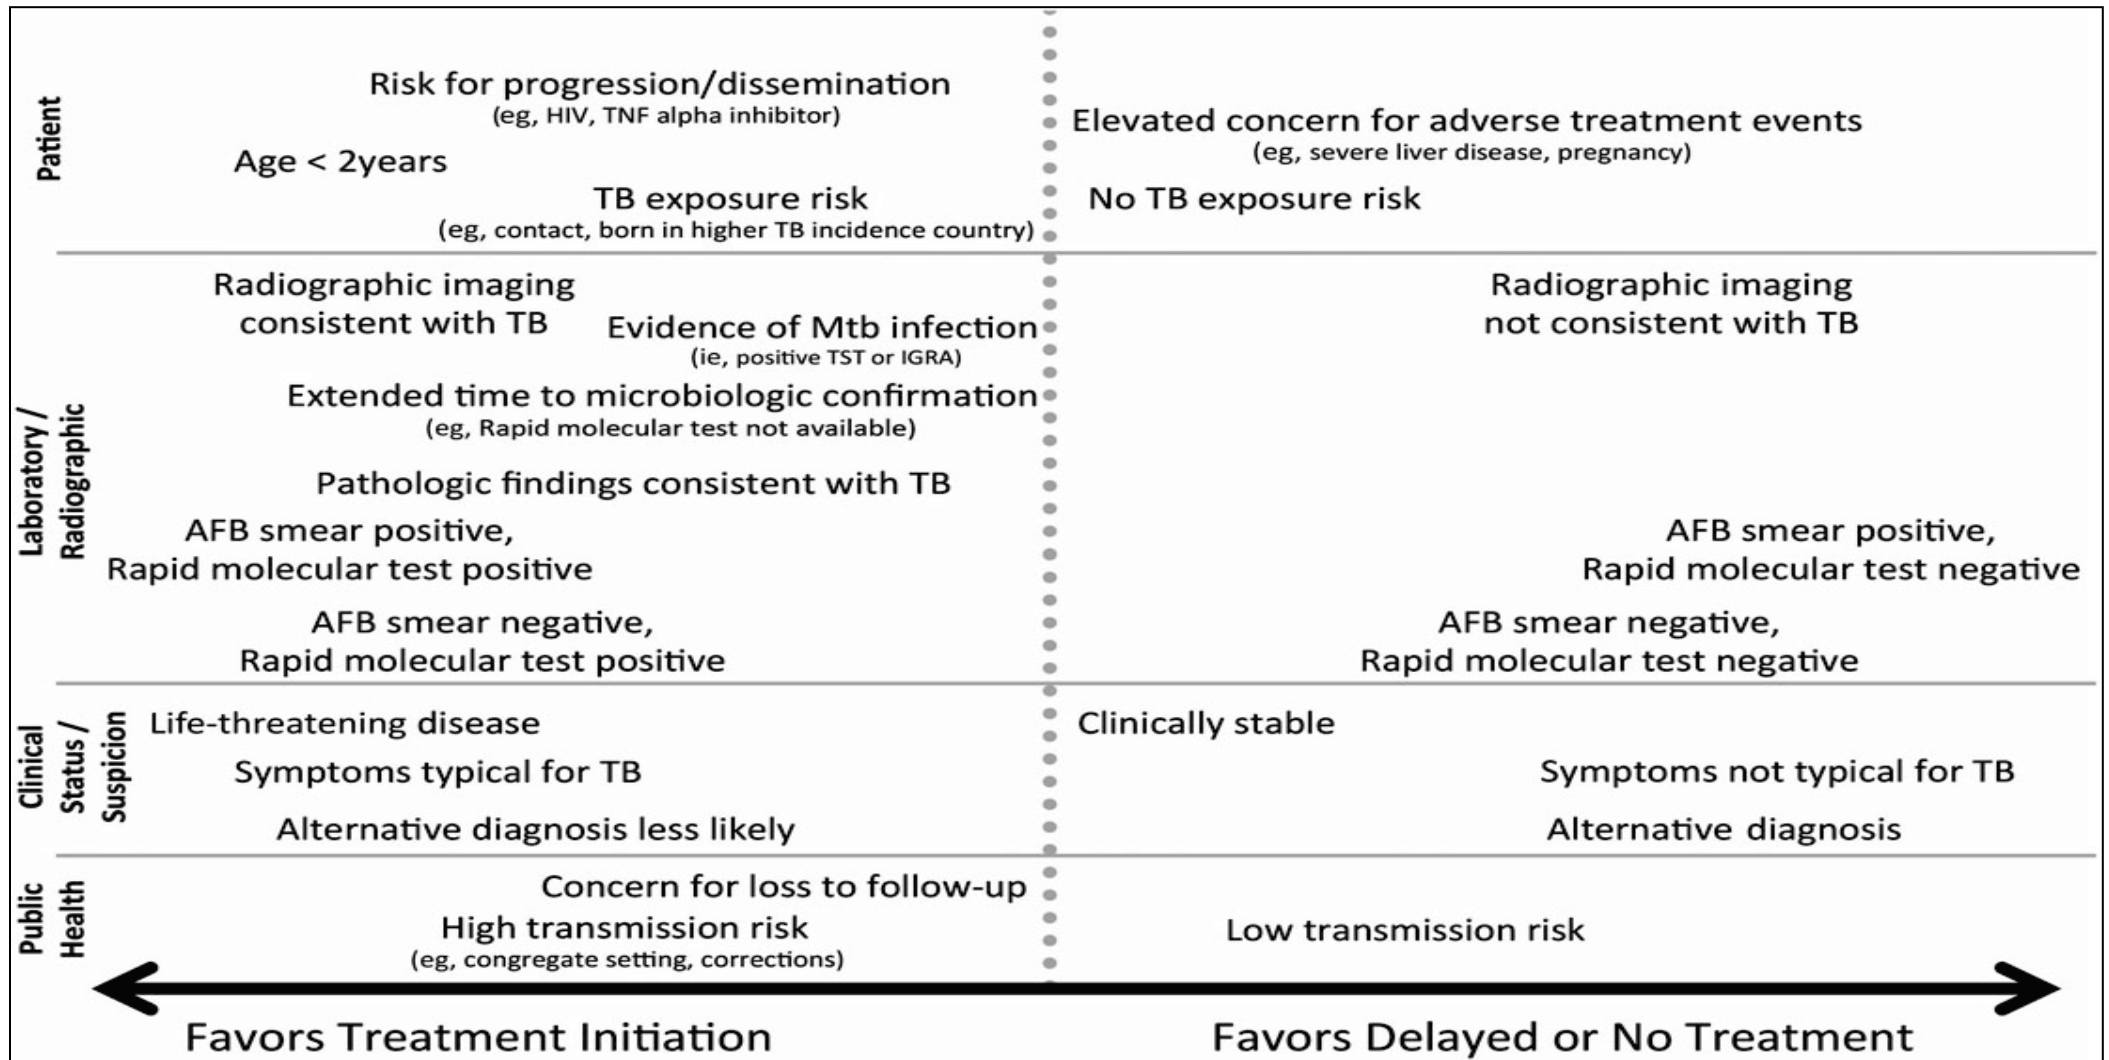 Patient
Risk for progression/dissemination
(eg, HIV, TNF alpha inhibitor)
Age < 2years
TB exposure risk
(eg, contact, born in higher TB incidence country)
Elevated concern for adverse treatment events
(eg, severe liver disease, pregnancy)
No TB exposure risk
Laboratory /
Radiographic
Radiographic imaging
consistent with TB
Evidence of Mtb infection
(ie, positive TST or IGRA)
Extended time to microbiologic confirmation
(eg, Rapid molecular test not available)
Pathologic findings consistent with TB
AFB smear positive,
Rapid molecular test positive
AFB smear negative,
Rapid molecular test positive
Radiographic imaging
not consistent with TB
AFB smear positive,
Rapid molecular test negative
AFB smear negative,
Rapid molecular test negative
Clinical
Status /
Suspicion
Life-threatening disease
Symptoms typical for TB
Alternative diagnosis less likely
Clinically stable
Symptoms not typical for TB
Alternative diagnosis
Public
Health
Concern for loss to follow-up
High transmission risk
(eg, congregate setting, corrections)
Low transmission risk
Favors Treatment Initiation
Favors Delayed or No Treatment